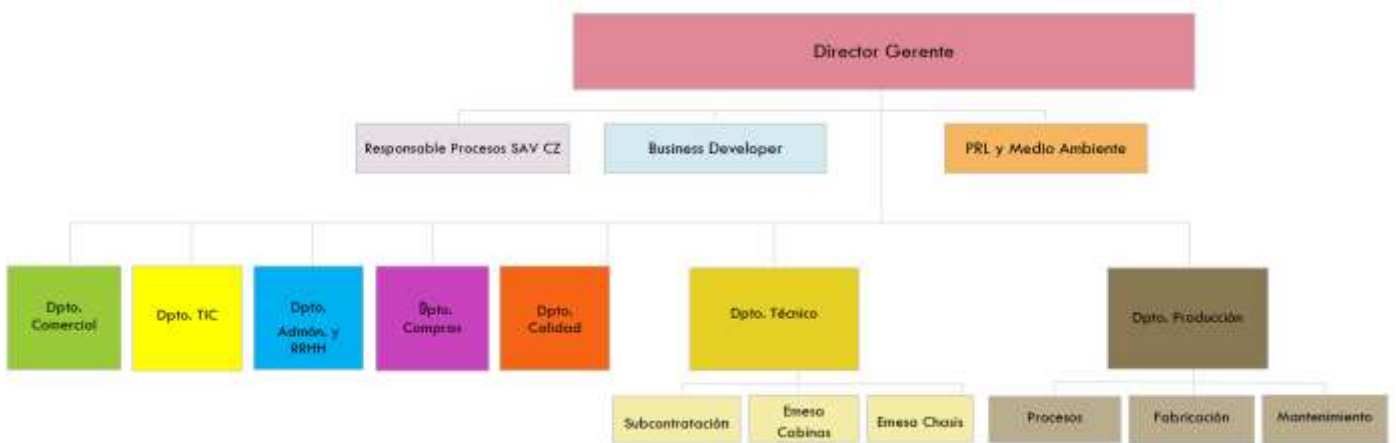 Director Gerente
Responsable Procesos SAV CZ
Business Developer
PRL y Medio Ambiente
Dpto.
Comercial
Dpto. TIC
Dpto.
Admón. y
RRHH
Dpto.
Compras
Dpto.
Calidad
Dpto. Técnico
Dpto. Producción
Subcontratación
Emesa
Cabinas
Emesa Chasis
Procesos
Fabricación
Mantenimiento